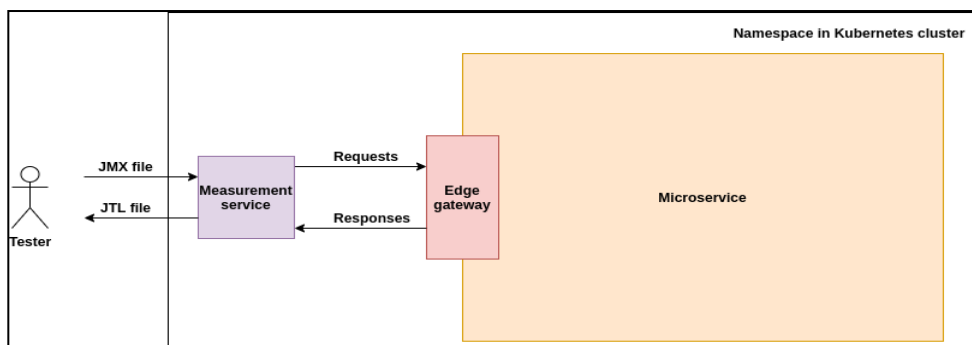 Namespace in Kubernetes cluster
JMX file
Requests
Measurement
service
Edge
gateway
Microservice
JTL file
Responses
Tester